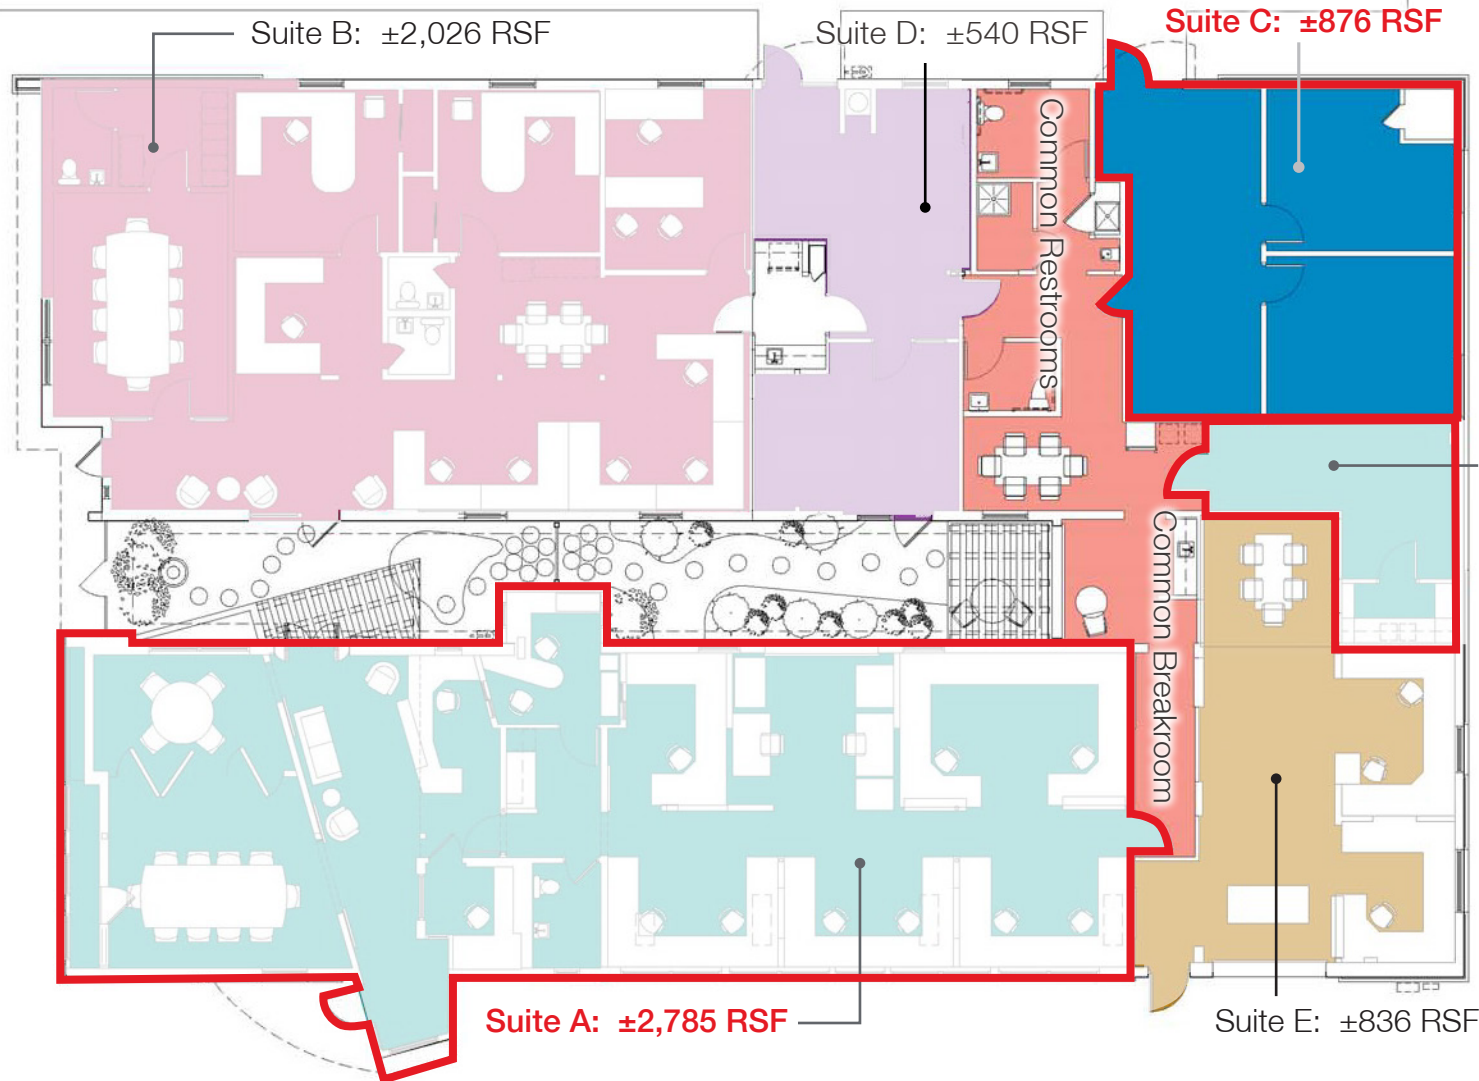 Suite B: ±2,026 RSF
Suite D: ±540 RSF
Suite C: ±876 RSF
Common Restrooms
Common Breakroom
Suite A: ±2,785 RSF
Suite E: ±836 RSF